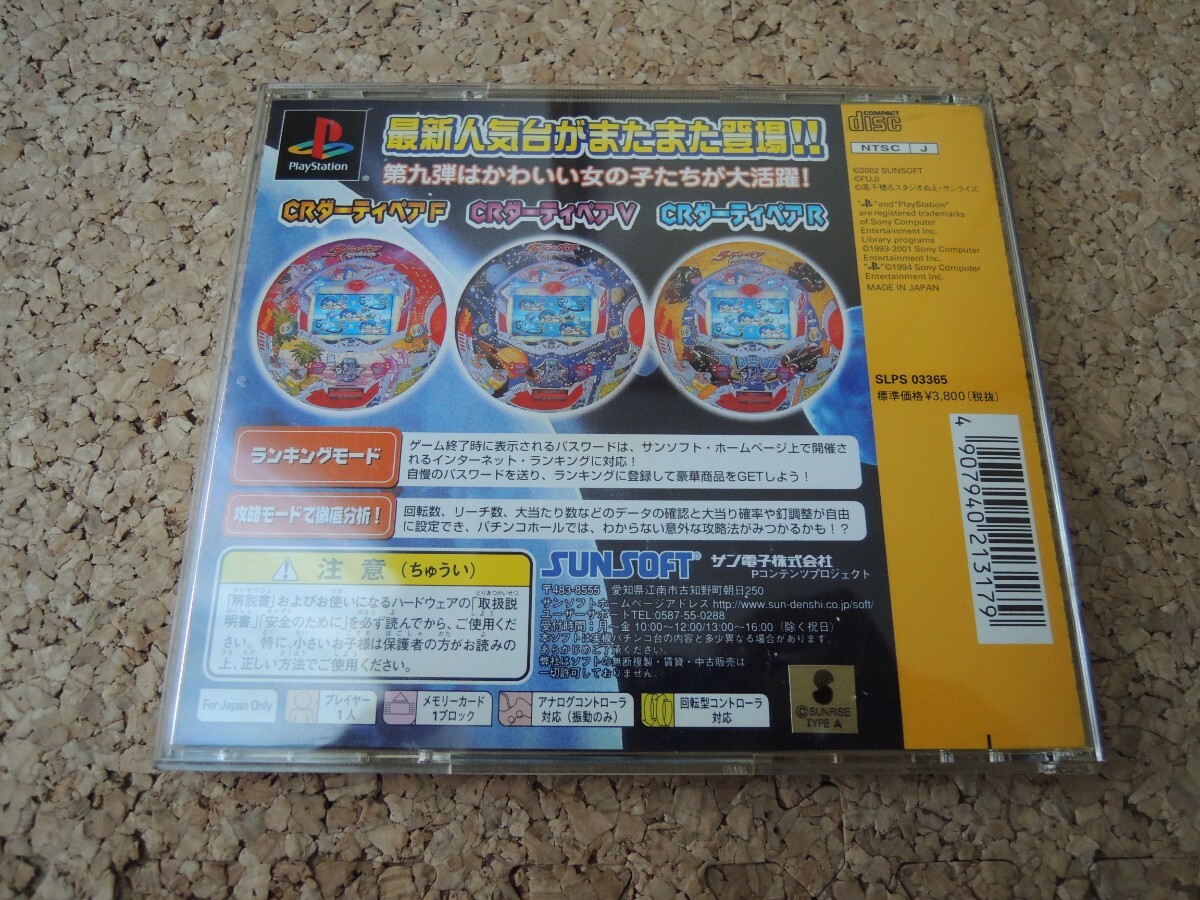 PlayStation
®
最新人気台がまたまた登場!!
第九弾はかわいい女の子たちが大活躍!
CRダーティペアF
CRダーティペアV
CRダーティペアR
ランキングモード
ゲーム終了時に表示されるパスワードは、サンソフト・ホームページ上で開催さ
れるインターネット・ランキングに対応!
自慢のパスワードを送り、ランキングに登録して豪華商品をGETしよう!
攻略モードで徹底分析!
回転数、リーチ数、大当たり数などのデータの確認と大当り確率や釘調整が自由
に設定でき、パチンコホールでは、わからない意外な攻略法がみつかるかも!?
注意(ちゅうい)
「解説書」およびお使いになるハードウェアの「取扱説
明書」「安全のために」を必ず読んでから、ご使用くだ
さい。特に、小さいお子様は保護者の方がお読みの
上、正しい方法でご使用ください。
SUNSOFT® サン電子株式会社
Pコンテンツプロジェクト
〒483-8555 愛知県江南市古知野町朝日250
サンソフトホームページアドレス http://www.sun-denshi.co.jp/soft/
ユーザーサポートTEL.0587-55-0288
受付時間:月~金 10:00~12:00/13:00~16:00(除く祝日)
本ソフトは実機パチンコ台の内容と多少異なる場合があります。
あらかじめご了承ください。
弊社はソフトの無断複製・賃貸・中古販売は
一切許可しておりません。
For Japan Only
プレイヤー
1人
メモリーカード
1ブロック
アナログコントローラ
対応(振動のみ)
回転型コントローラ
対応
©SUNRISE
TYPE A
COMPACT
disc
NTSC J
©2002 SUNSOFT
©FUJI
©高千穂&スタジオぬえ・サンライズ
" " and "PlayStation"
are registered trademarks
of Sony Computer
Entertainment Inc.
Library programs
©1993-2001 Sony Computer
Entertainment Inc.
" " ©1994 Sony Computer
Entertainment Inc.
MADE IN JAPAN
SLPS 03365
標準価格¥3,800(税抜)
4 907940 213179